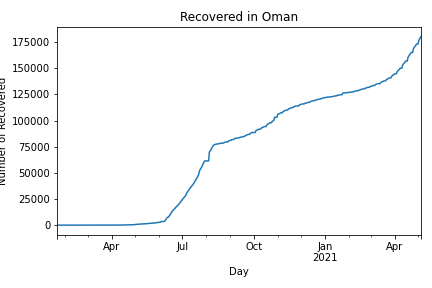 Recovered in Oman
Number of Recovered
175000
150000
125000
100000
75000
50000
25000
0
Apr
Jul
Oct
Jan
2021
Apr
Day